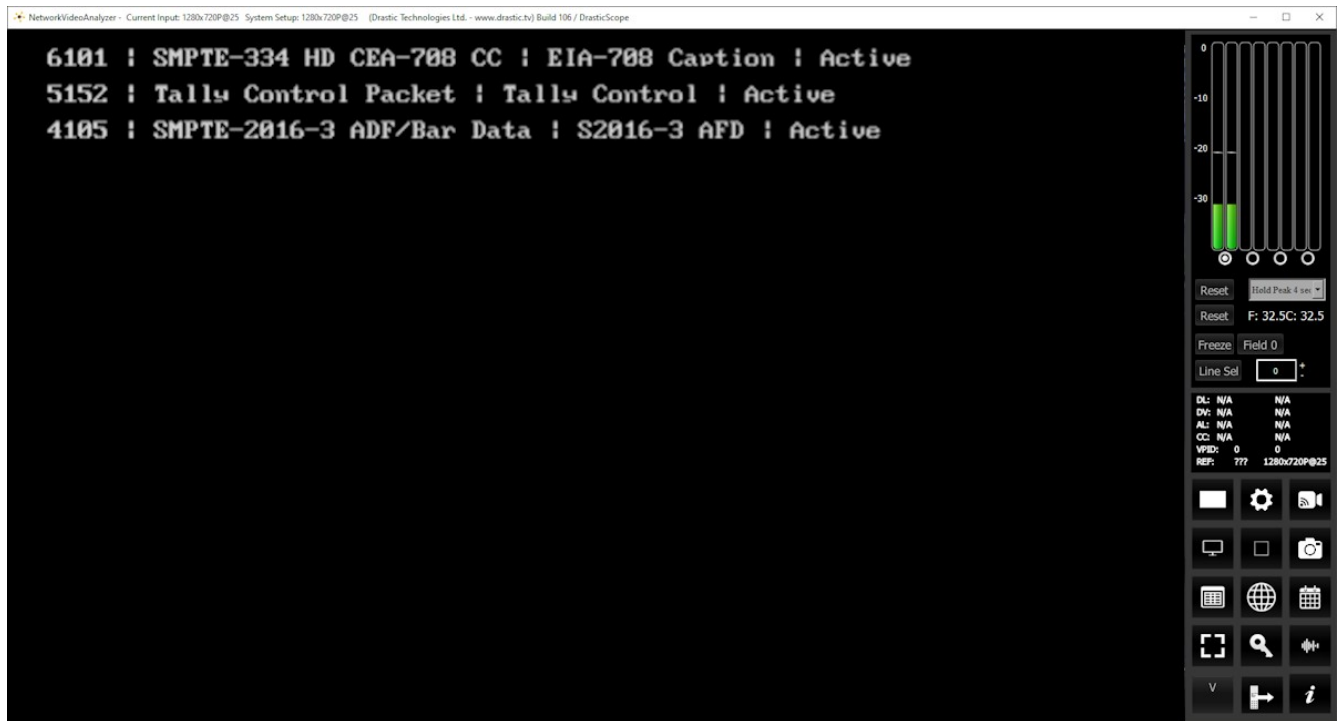 NetworkVideoAnalyzer - Current Input: 1280x720P@25 System Setup: 1280x720P@25 (Drastic Technologies Ltd. - www.drastic.tv) Build 106 / DrasticScope
6101 | SMPTE-334 HD CEA-708 CC | EIA-708 Caption | Active
5152 | Tally Control Packet | Tally Control | Active
4105 | SMPTE-2016-3 ADF/Bar Data | S2016-3 AFD | Active
0
-10
-20
-30
Reset Hold Peak 4 sec
Reset F: 32.5C: 32.5
Freeze Field 0
Line Sel 0 + -
DL: N/A N/A
DV: N/A N/A
AL: N/A N/A
CC: N/A N/A
VPID: 0 0
REF: ??? 1280x720P@25
V i